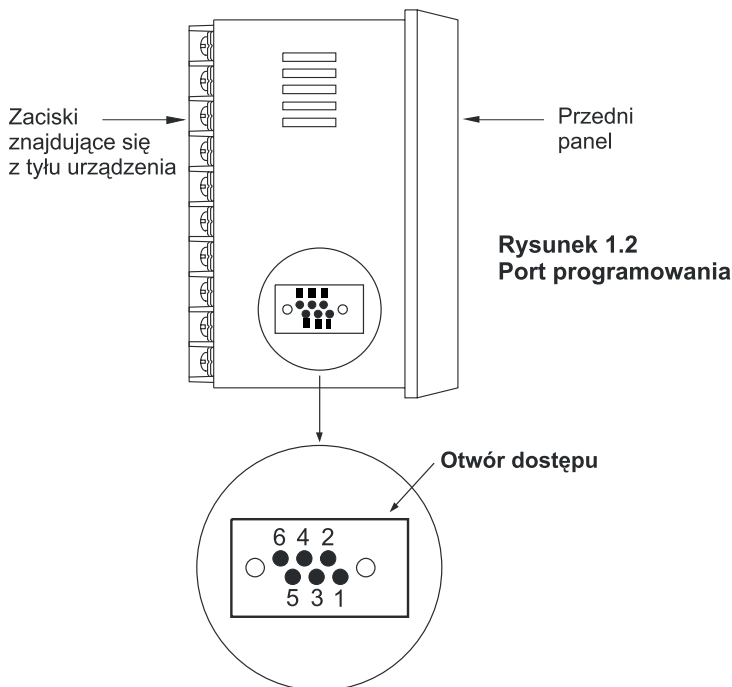 Zaciski
znajdujące się
z tyłu urządzenia
Przedni
panel
Rysunek 1.2
Port programowania
Otwór dostępu
6 4 2
5 3 1